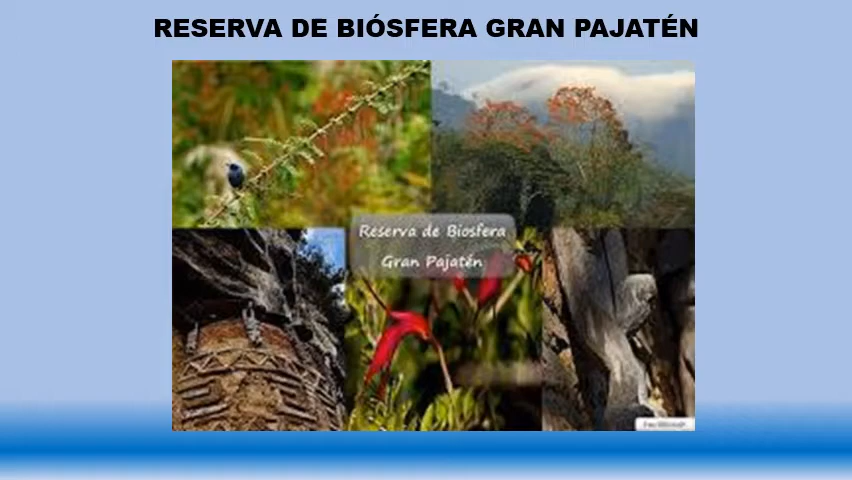 RESERVA DE BIÓSFERA GRAN PAJATÉN
Reserva de Biosfera
Gran Pajatén